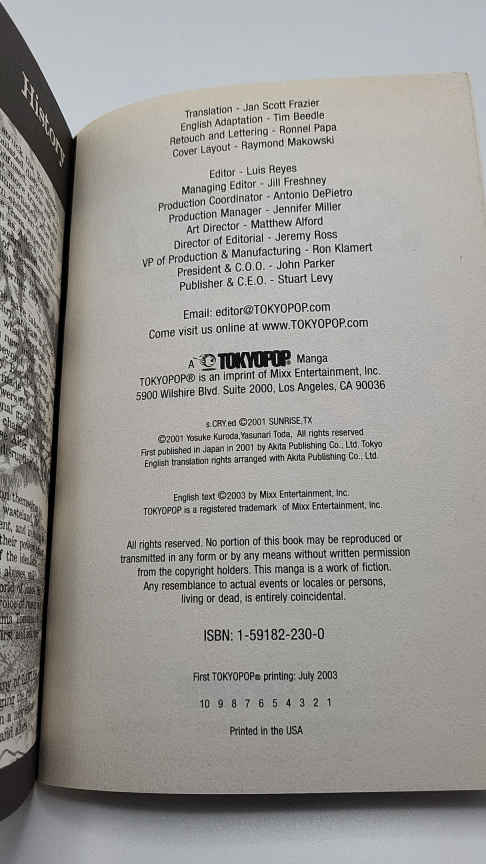 History
Translation - Jan Scott Frazier
English Adaptation - Tim Beedle
Retouch and Lettering - Ronnel Papa
Cover Layout - Raymond Makowski
Editor - Luis Reyes
Managing Editor - Jill Freshney
Production Coordinator - Antonio DePietro
Production Manager - Jennifer Miller
Art Director - Matthew Alford
Director of Editorial - Jeremy Ross
VP of Production & Manufacturing - Ron Klamert
President & C.O.O. - John Parker
Publisher & C.E.O. - Stuart Levy
Email: editor@TOKYOPOP.com
Come visit us online at www.TOKYOPOP.com
A TOKYOPOP® Manga
TOKYOPOP® is an imprint of Mixx Entertainment, Inc.
5900 Wilshire Blvd. Suite 2000, Los Angeles, CA 90036
s.CRY.ed ©2001 SUNRISE,TX
©2001 Yosuke Kuroda,Yasunari Toda, All rights reserved
First published in Japan in 2001 by Akita Publishing Co., Ltd. Tokyo
English translation rights arranged with Akita Publishing Co., Ltd.
English text ©2003 by Mixx Entertainment, Inc.
TOKYOPOP is a registered trademark of Mixx Entertainment, Inc.
All rights reserved. No portion of this book may be reproduced or
transmitted in any form or by any means without written permission
from the copyright holders. This manga is a work of fiction.
Any resemblance to actual events or locales or persons,
living or dead, is entirely coincidental.
ISBN: 1-59182-230-0
First TOKYOPOP® printing: July 2003
10 9 8 7 6 5 4 3 2 1
Printed in the USA